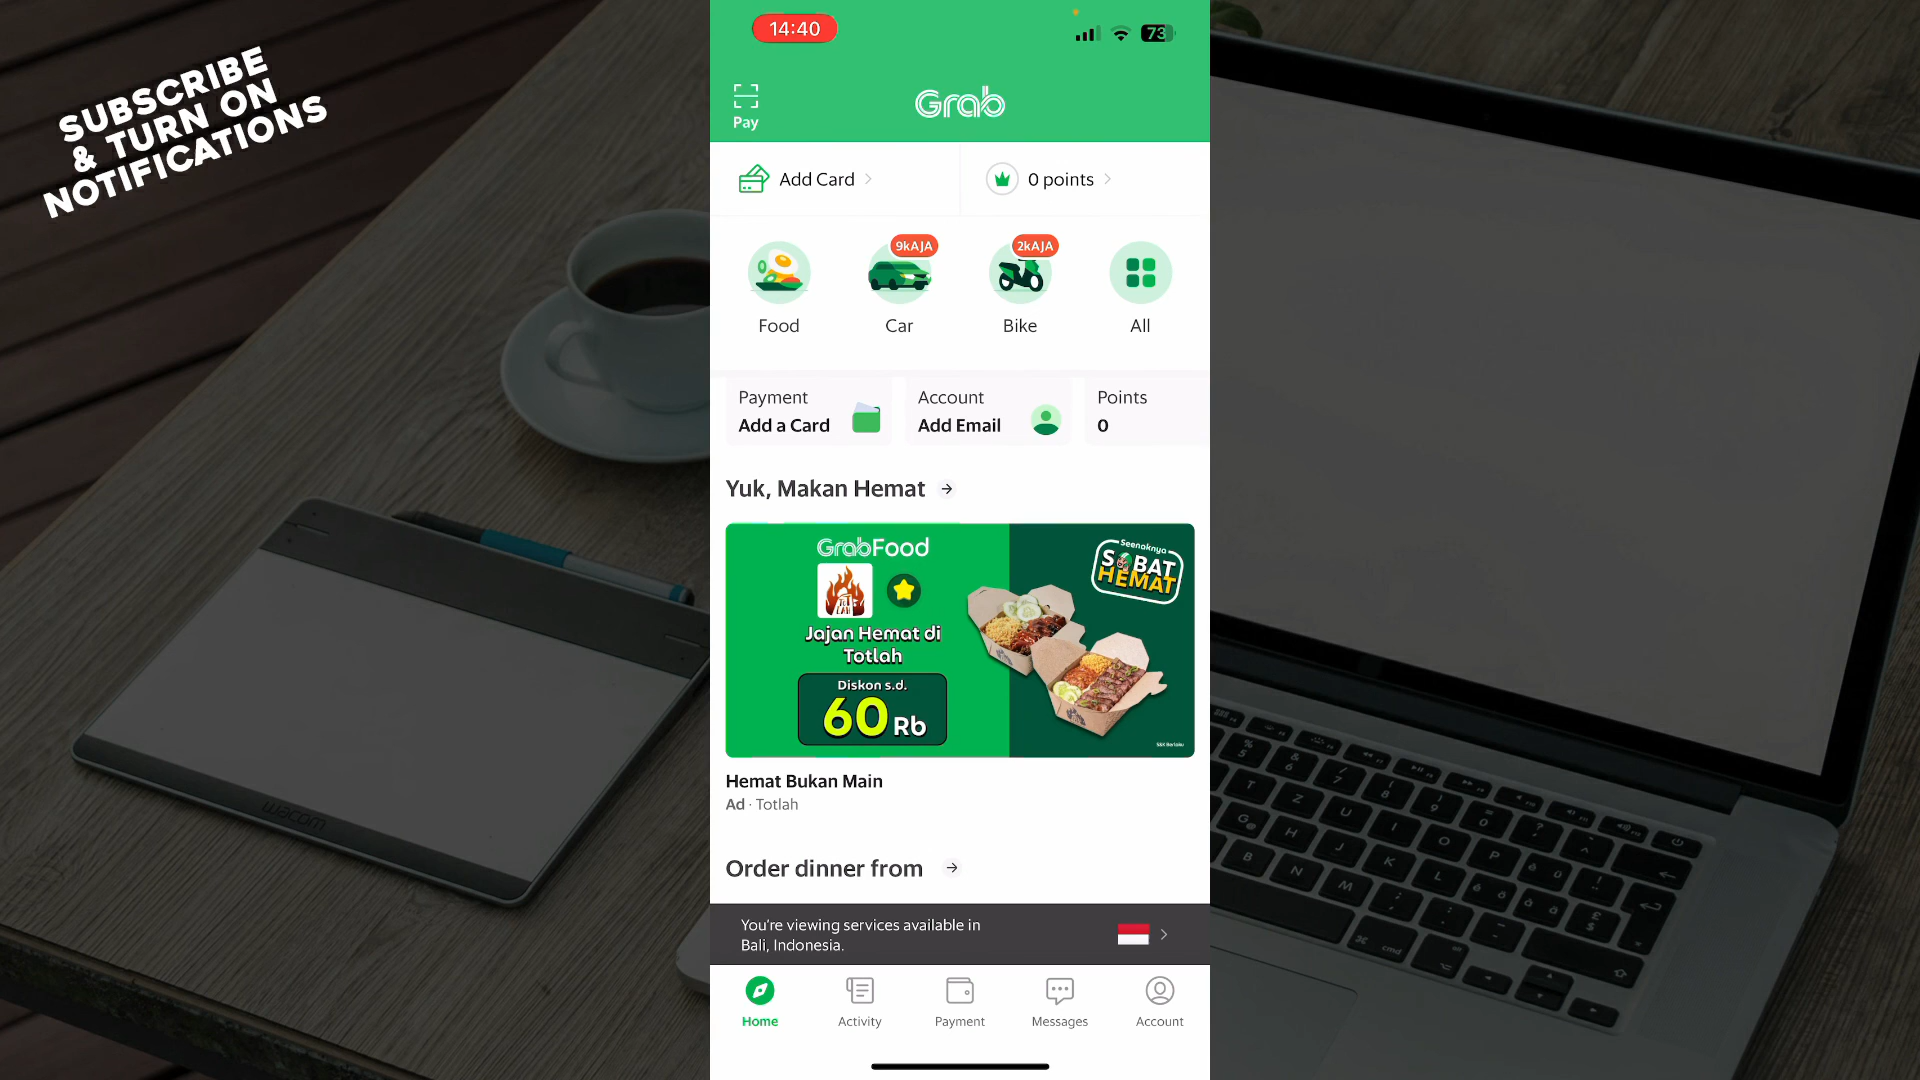 SUBSCRIBE
& TURN ON
NOTIFICATIONS
14:40
73
Pay
Grab
Add Card
0 points
9kAJA
2kAJA
Food
Car
Bike
All
Payment
Add a Card
Account
Add Email
Points
0
Yuk, Makan Hemat
GrabFood
Seenaknya
SOBAT
HEMAT
Jajan Hemat di
Totlah
Diskon s.d.
60 Rb
S&K Berlaku
Hemat Bukan Main
Ad · Totlah
Order dinner from
You're viewing services available in
Bali, Indonesia.
Home
Activity
Payment
Messages
Account
wacom